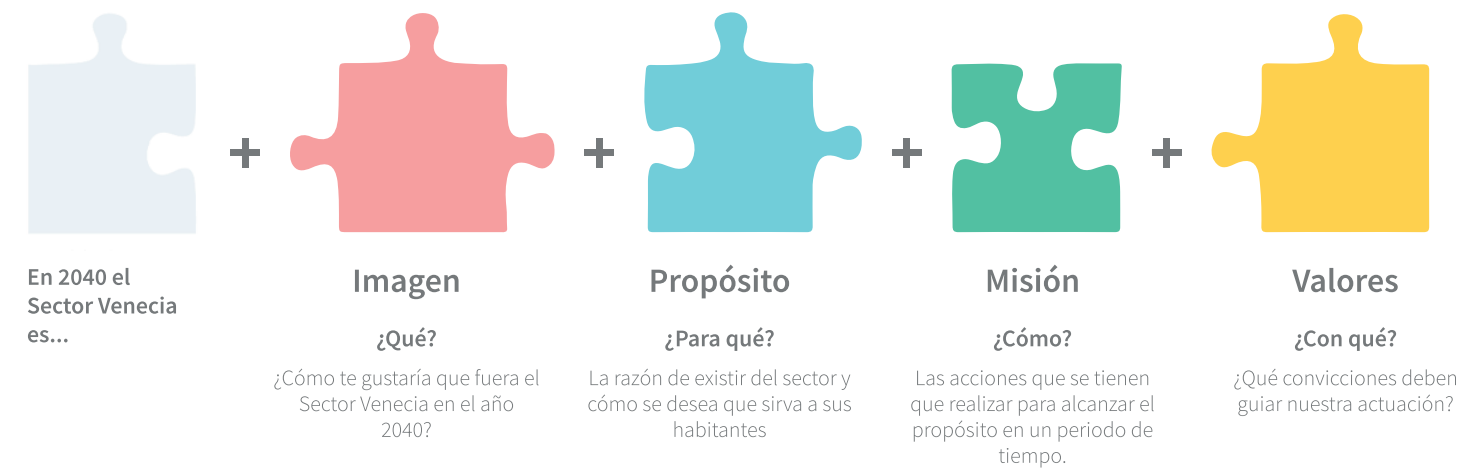 En 2040 el
Sector Venecia
es...
Imagen
¿Qué?
¿Cómo te gustaría que fuera el
Sector Venecia en el año
2040?
Propósito
¿Para qué?
La razón de existir del sector y
cómo se desea que sirva a sus
habitantes
Misión
¿Cómo?
Las acciones que se tienen
que realizar para alcanzar el
propósito en un periodo de
tiempo.
Valores
¿Con qué?
¿Qué convicciones deben
guiar nuestra actuación?